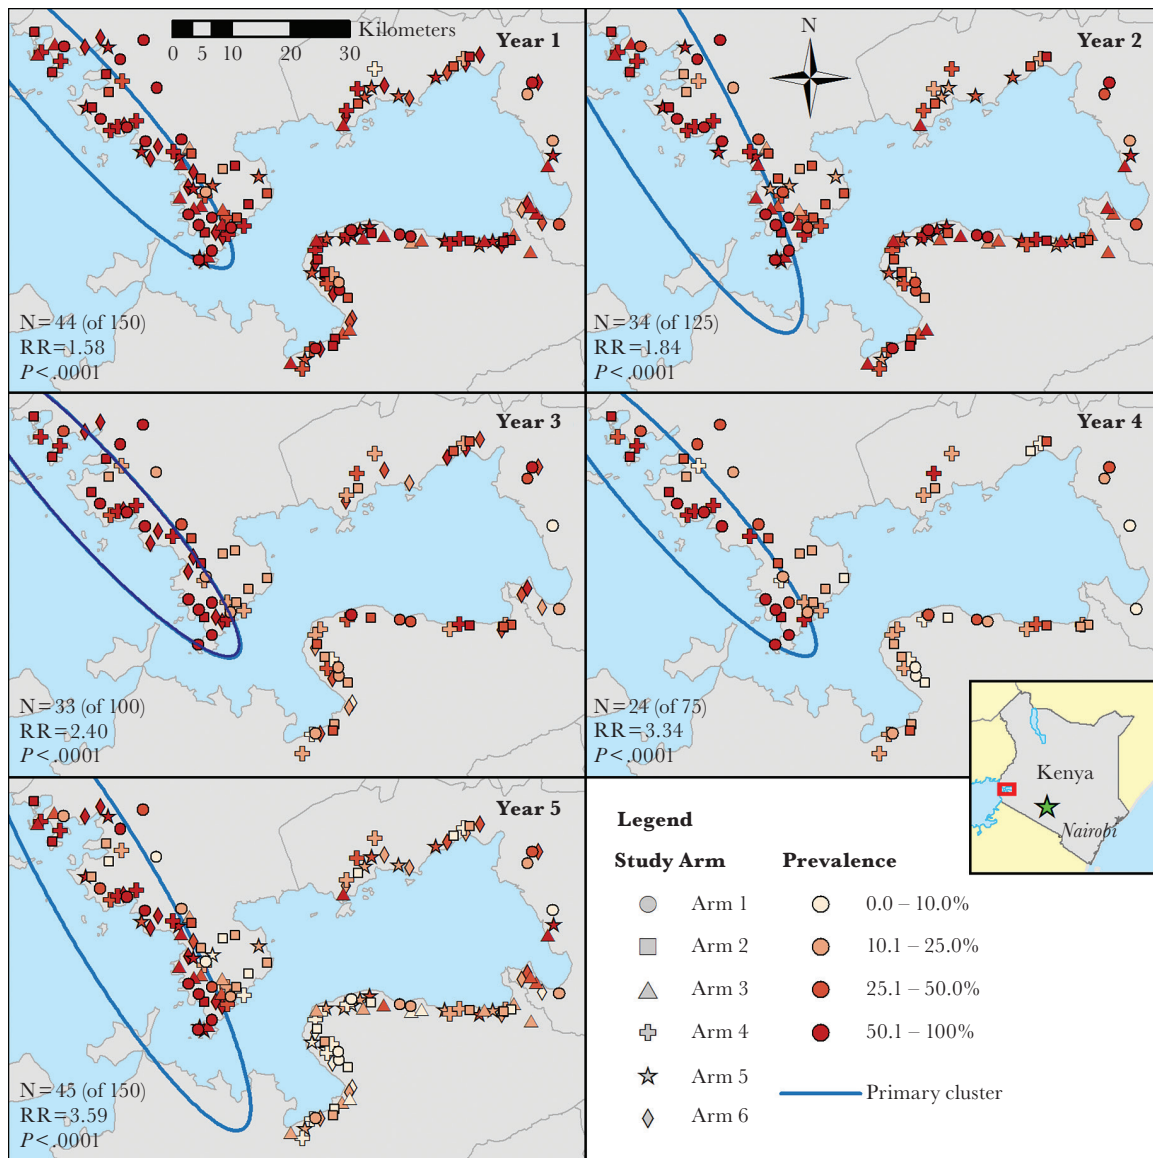 Kilometers
0 5 10 20 30
Year 1
N=44 (of 150)
RR=1.58
P<.0001
N
Year 2
N=34 (of 125)
RR=1.84
P<.0001
Year 3
N=33 (of 100)
RR=2.40
P<.0001
Year 4
N=24 (of 75)
RR=3.34
P<.0001
Kenya
Nairobi
Year 5
N=45 (of 150)
RR=3.59
P<.0001
Legend
Study Arm Prevalence
Arm 1 0.0 – 10.0%
Arm 2 10.1 – 25.0%
Arm 3 25.1 – 50.0%
Arm 4 50.1 – 100%
Arm 5
Primary cluster
Arm 6